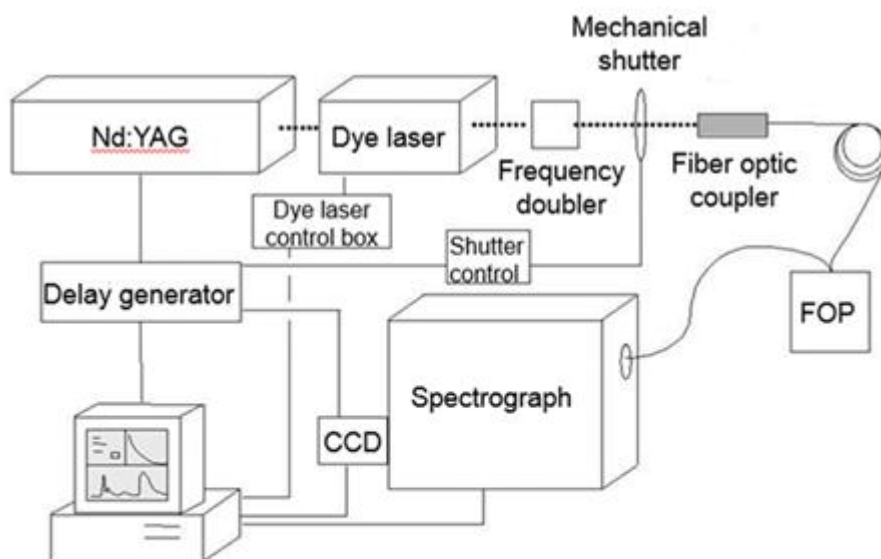 Mechanical
shutter
Nd:YAG
Dye laser
Frequency
doubler
Fiber optic
coupler
Dye laser
control box
Shutter
control
Delay generator
FOP
Spectrograph
CCD